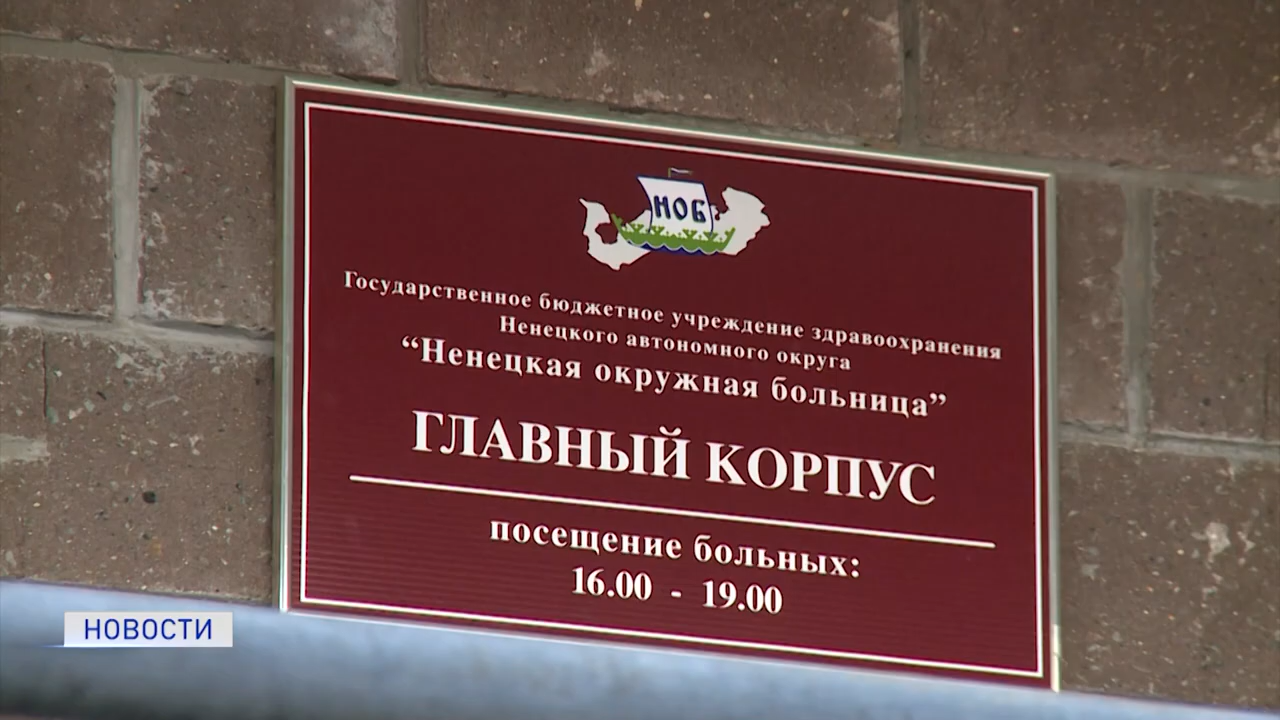 НОБ
Государственное бюджетное учреждение здравоохранения
Ненецкого автономного округа
“Ненецкая окружная больница”
ГЛАВНЫЙ КОРПУС
посещение больных:
16.00 - 19.00
НОВОСТИ